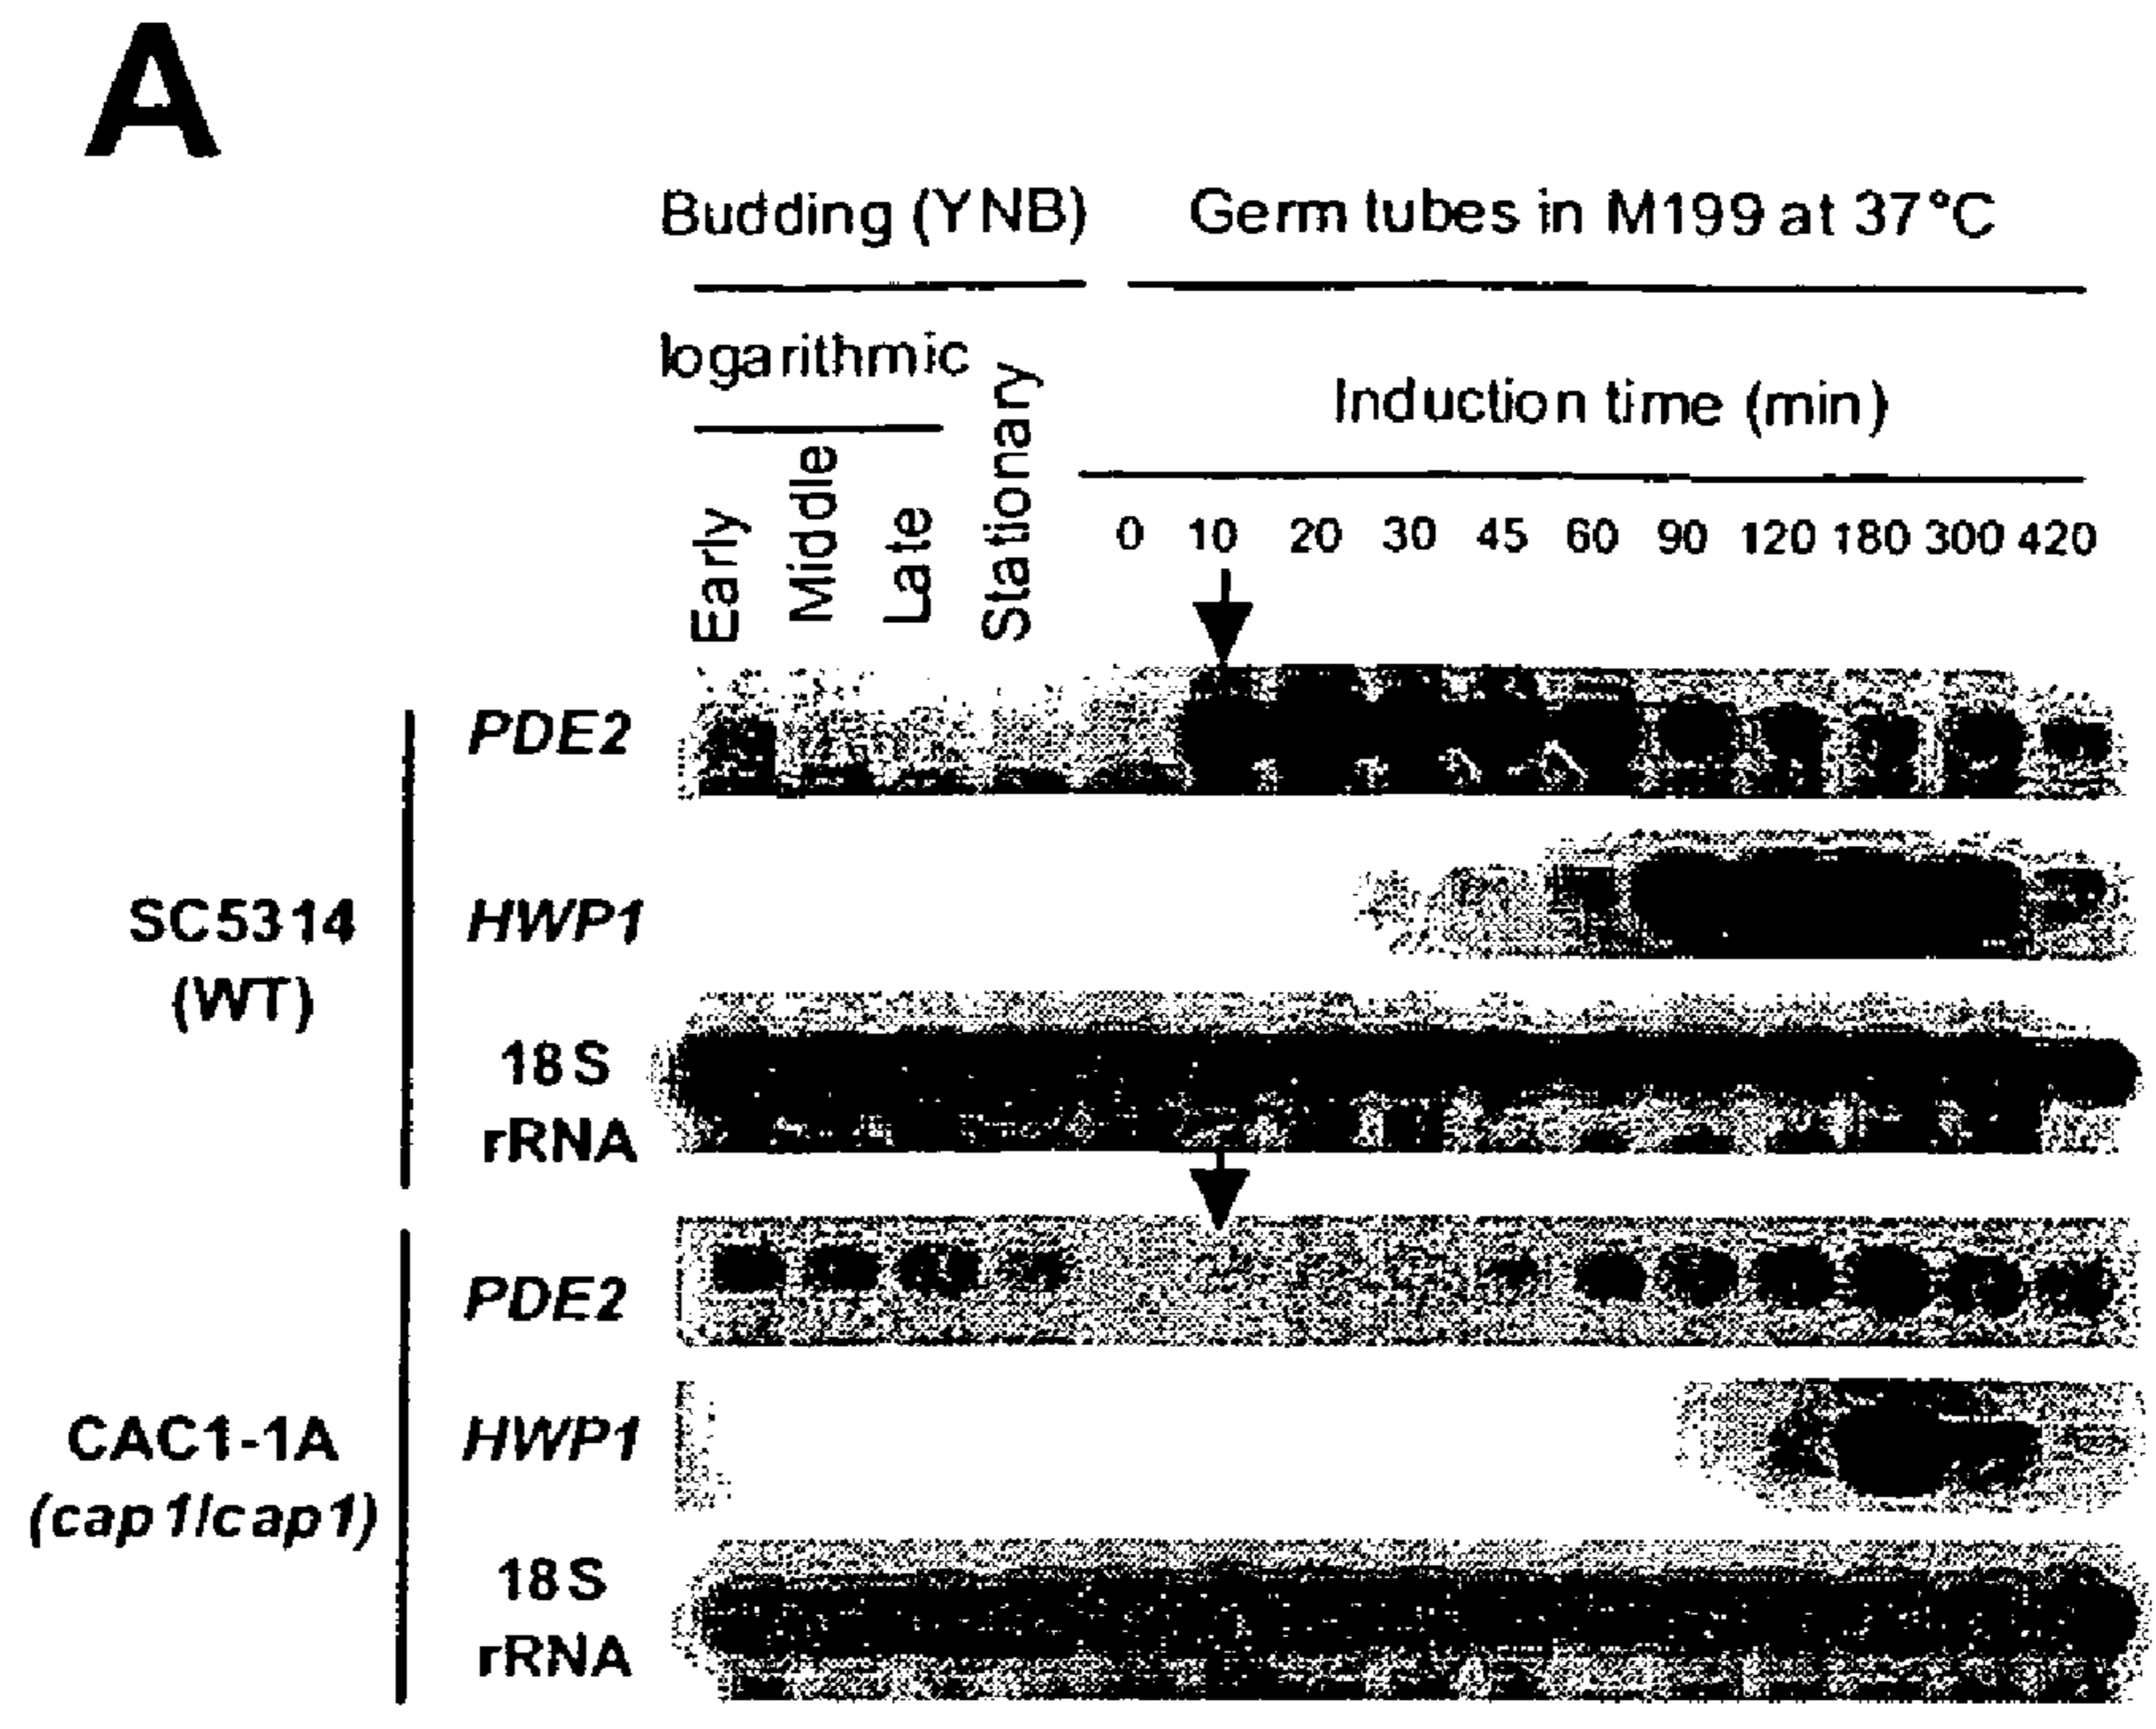 A
Budding (YNB)
Germ tubes in M199 at 37°C
logarithmic
Induction time (min)
Early
Middle
Late
Stationary
0 10 20 30 45 60 90 120 180 300 420
SC5314
(WT)
PDE2
HWP1
18S
rRNA
CAC1-1A
(cap1/cap1)
PDE2
HWP1
18S
rRNA